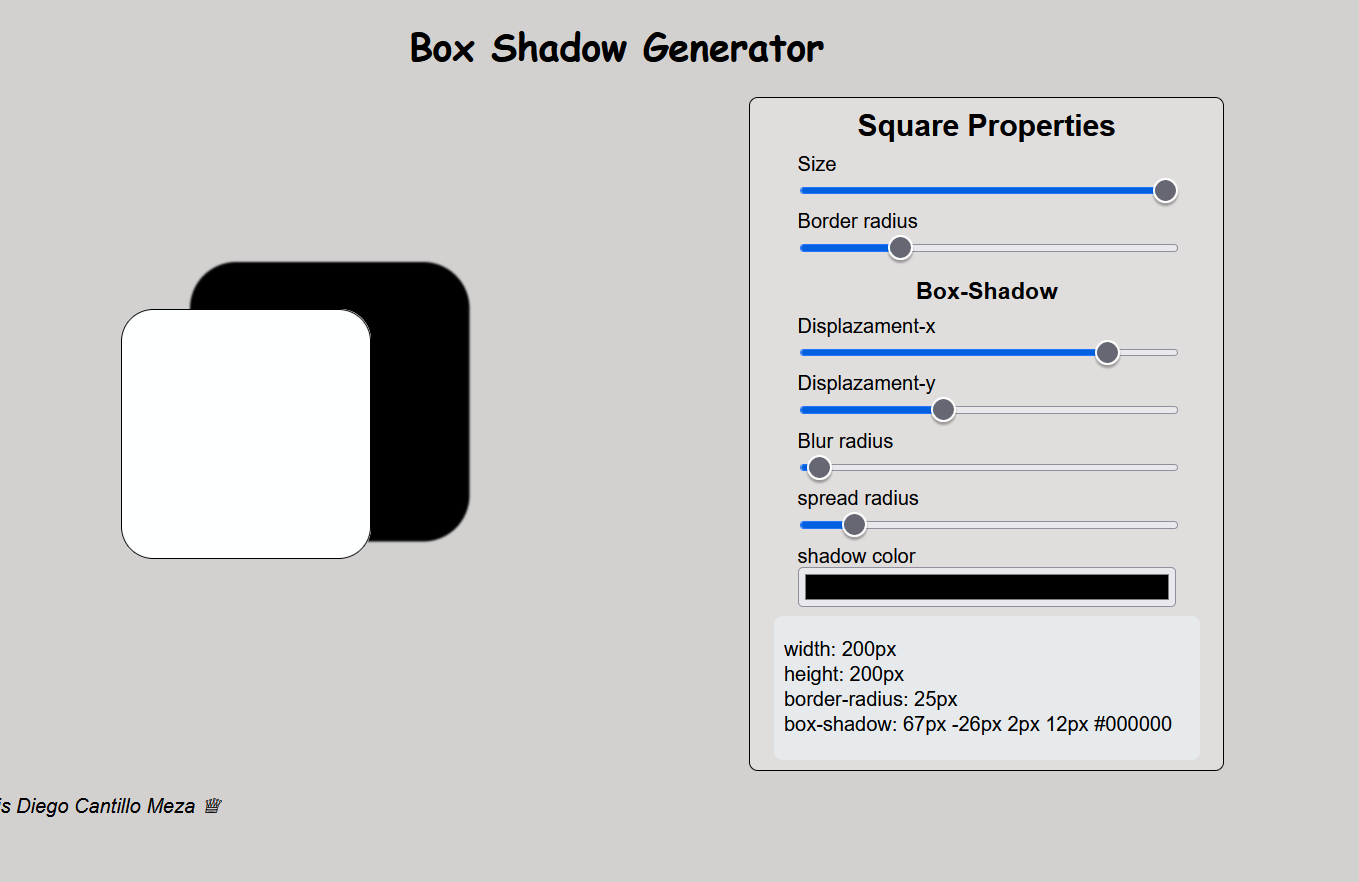 Box Shadow Generator
Square Properties
Size
Border radius
Box-Shadow
Displazament-x
Displazament-y
Blur radius
spread radius
shadow color
width: 200px
height: 200px
border-radius: 25px
box-shadow: 67px -26px 2px 12px #000000
is Diego Cantillo Meza ♕